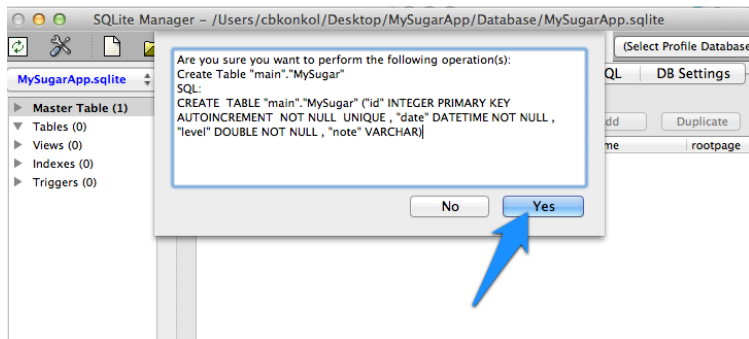 SQLite Manager - /Users/cbkonkol/Desktop/MySugarApp/Database/MySugarApp.sqlite
(Select Profile Database
MySugarApp.sqlite
Master Table (1)
Tables (0)
Views (0)
Indexes (0)
Triggers (0)
Are you sure you want to perform the following operation(s):
Create Table "main"."MySugar"
SQL:
CREATE TABLE "main"."MySugar" ("id" INTEGER PRIMARY KEY
AUTOINCREMENT NOT NULL UNIQUE , "date" DATETIME NOT NULL ,
"level" DOUBLE NOT NULL , "note" VARCHAR)
No
Yes
QL
DB Settings
dd
Duplicate
me
rootpage